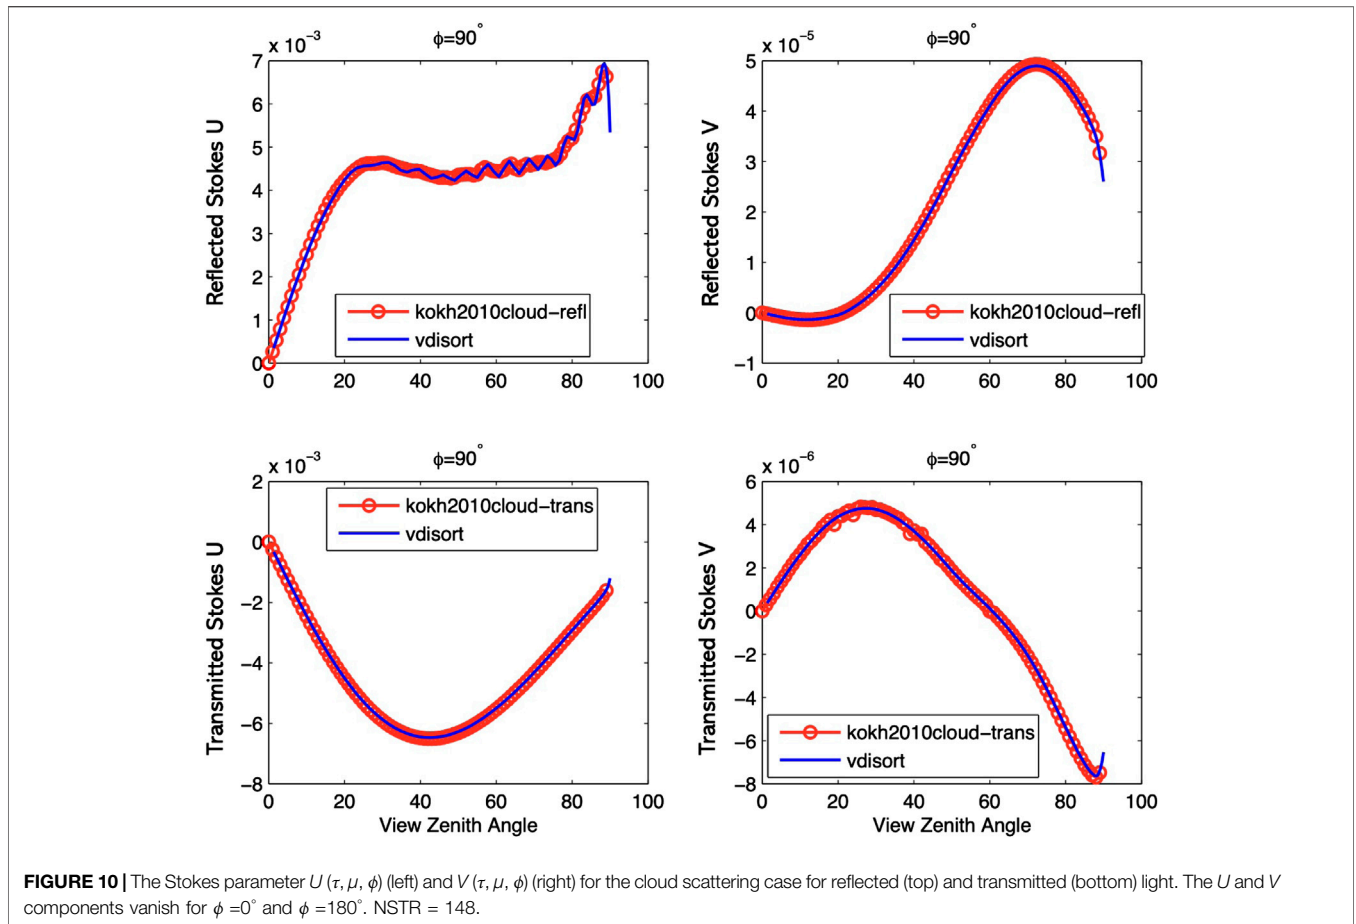 x 10⁻³
ϕ=90°
7
6
5
4
3
2
1
0
0 20 40 60 80 100
Reflected Stokes U
kokh2010cloud−refl
vdisort
x 10⁻⁵
ϕ=90°
5
4
3
2
1
0
−1
0 20 40 60 80 100
Reflected Stokes V
kokh2010cloud−refl
vdisort
x 10⁻³
ϕ=90°
2
0
−2
−4
−6
−8
0 20 40 60 80 100
Transmitted Stokes U
View Zenith Angle
kokh2010cloud−trans
vdisort
x 10⁻⁶
ϕ=90°
6
4
2
0
−2
−4
−6
−8
0 20 40 60 80 100
Transmitted Stokes V
View Zenith Angle
kokh2010cloud−trans
vdisort
FIGURE 10 | The Stokes parameter U (τ, μ, ϕ) (left) and V (τ, μ, ϕ) (right) for the cloud scattering case for reflected (top) and transmitted (bottom) light. The U and V
components vanish for ϕ =0° and ϕ =180°. NSTR = 148.